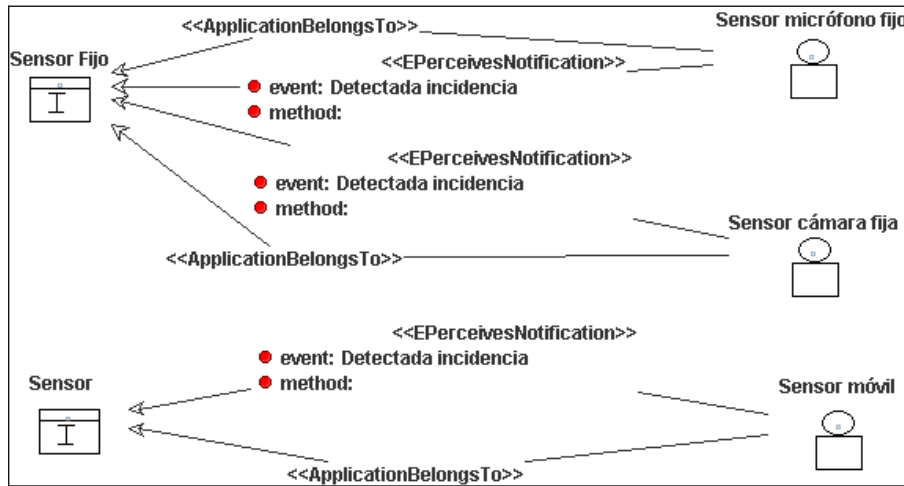 <<ApplicationBelongsTo>>
Sensor micrófono fijo
Sensor Fijo
<<EPerceivesNotification>>
event: Detectada incidencia
method:
<<EPerceivesNotification>>
event: Detectada incidencia
method:
Sensor cámara fija
<<ApplicationBelongsTo>>
<<EPerceivesNotification>>
event: Detectada incidencia
method:
Sensor
Sensor móvil
<<ApplicationBelongsTo>>